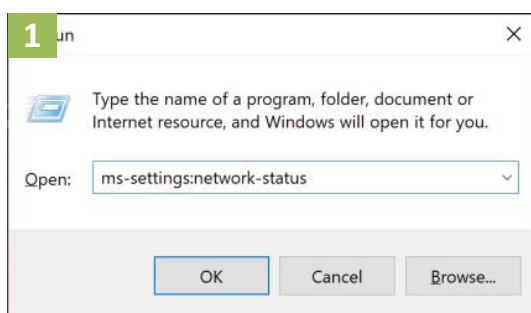 1 un
Type the name of a program, folder, document or
Internet resource, and Windows will open it for you.
Open: ms-settings:network-status
OK Cancel Browse...